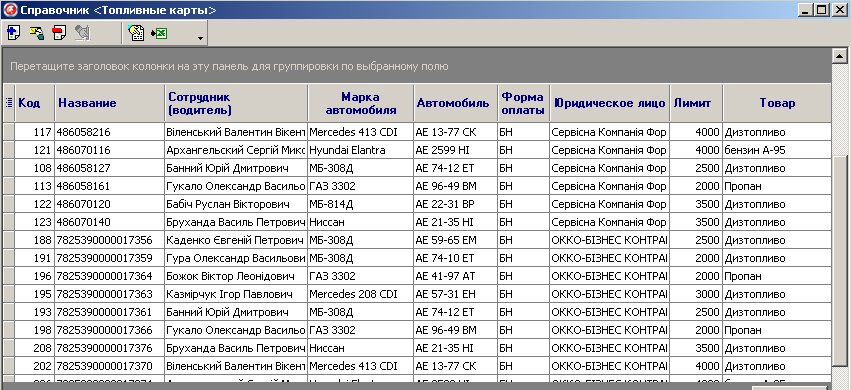 Справочник <Топливные карты>
Перетащите заголовок колонки на эту панель для группировки по выбранному полю
Код Название Сотрудник (водитель) Марка автомобиля Автомобиль Форма оплаты Юридическое лицо Лимит Товар
117 486058216 Віленський Валентин Вікент Mercedes 413 CDI АЕ 13-77 СК БН Сервісна Компанія Фор 4000 Дизтопливо
121 486070116 Архангельский Сергій Микс Hyundai Elantra АЕ 2599 НІ БН Сервісна Компанія Фор 4000 бензин А-95
108 486058127 Банний Юрій Дмитрович МБ-308Д АЕ 74-12 ЕТ БН Сервісна Компанія Фор 2500 Дизтопливо
113 486058161 Гукало Олександр Васильо ГАЗ 3302 АЕ 96-49 ВМ БН Сервісна Компанія Фор 2000 Пропан
122 486070120 Бабіч Руслан Вікторович МБ-814Д АЕ 22-31 ВР БН Сервісна Компанія Фор 3500 Дизтопливо
123 486070140 Бруханда Василь Петрович Ниссан АЕ 21-35 НІ БН Сервісна Компанія Фор 3500 Дизтопливо
188 7825390000017356 Каденко Євгеній Петрович МБ-308Д АЕ 59-65 ЕМ БН ОККО-БІЗНЕС КОНТРАІ 2500 Дизтопливо
191 7825390000017359 Гура Олександр Васильови МБ-308Д АЕ 74-10 ЕТ БН ОККО-БІЗНЕС КОНТРАІ 2000 Дизтопливо
196 7825390000017364 Божок Віктор Леонідович ГАЗ 3302 АЕ 41-97 АТ БН ОККО-БІЗНЕС КОНТРАІ 2000 Пропан
195 7825390000017363 Казмірчук Ігор Павлович Mercedes 208 CDI АЕ 57-31 ЕН БН ОККО-БІЗНЕС КОНТРАІ 3000 Дизтопливо
193 7825390000017361 Банний Юрій Дмитрович МБ-308Д АЕ 74-12 ЕТ БН ОККО-БІЗНЕС КОНТРАІ 2500 Дизтопливо
198 7825390000017366 Гукало Олександр Васильо ГАЗ 3302 АЕ 96-49 ВМ БН ОККО-БІЗНЕС КОНТРАІ 2000 Пропан
208 7825390000017376 Бруханда Василь Петрович Ниссан АЕ 21-35 НІ БН ОККО-БІЗНЕС КОНТРАІ 3500 Дизтопливо
202 7825390000017370 Віленський Валентин Вікент Mercedes 413 CDI АЕ 13-77 СК БН ОККО-БІЗНЕС КОНТРАІ 4000 Дизтопливо